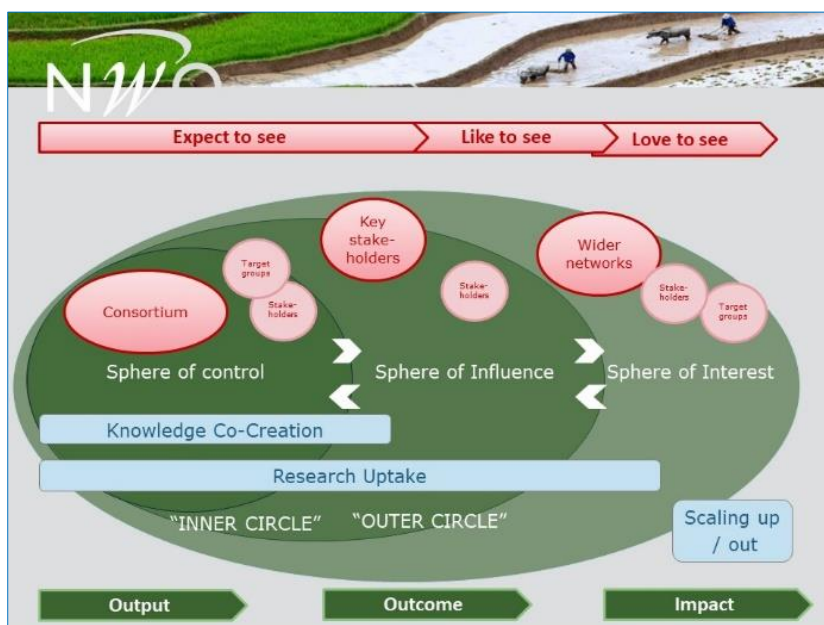 NWO
Expect to see
Like to see
Love to see
Key
stake-
holders
Wider
networks
Target
groups
Stake-
holders
Consortium
Stake-
holders
Stake-
holders
Target
groups
Sphere of control
Sphere of Influence
Sphere of Interest
Knowledge Co-Creation
Research Uptake
“INNER CIRCLE”
“OUTER CIRCLE”
Scaling up
/ out
Output
Outcome
Impact